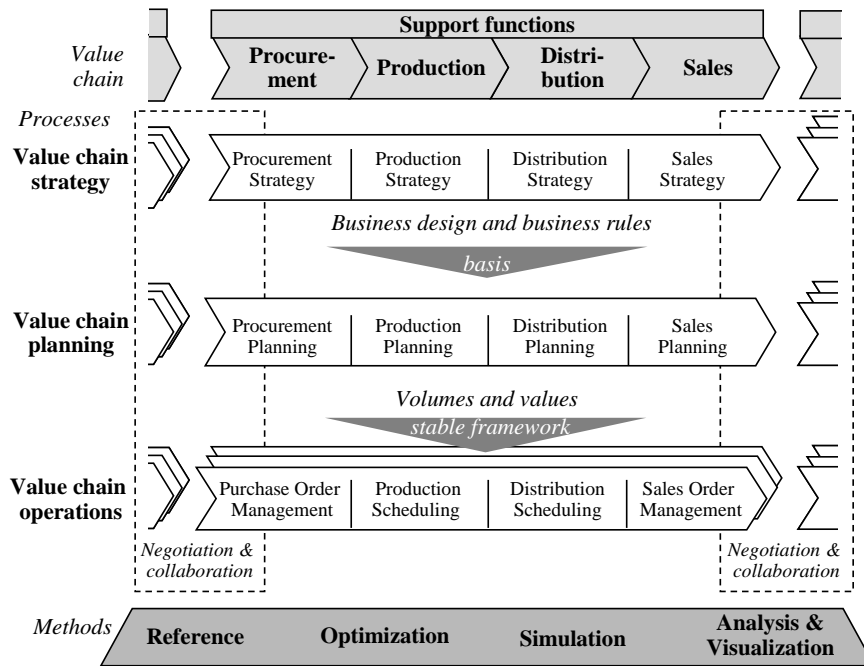 Support functions
Value
chain
Procure-
ment
Production
Distri-
bution
Sales
Processes
Value chain
strategy
Procurement
Strategy
Production
Strategy
Distribution
Strategy
Sales
Strategy
Business design and business rules
basis
Value chain
planning
Procurement
Planning
Production
Planning
Distribution
Planning
Sales
Planning
Volumes and values
stable framework
Value chain
operations
Purchase Order
Management
Production
Scheduling
Distribution
Scheduling
Sales Order
Management
Negotiation &
collaboration
Negotiation &
collaboration
Methods
Reference
Optimization
Simulation
Analysis &
Visualization